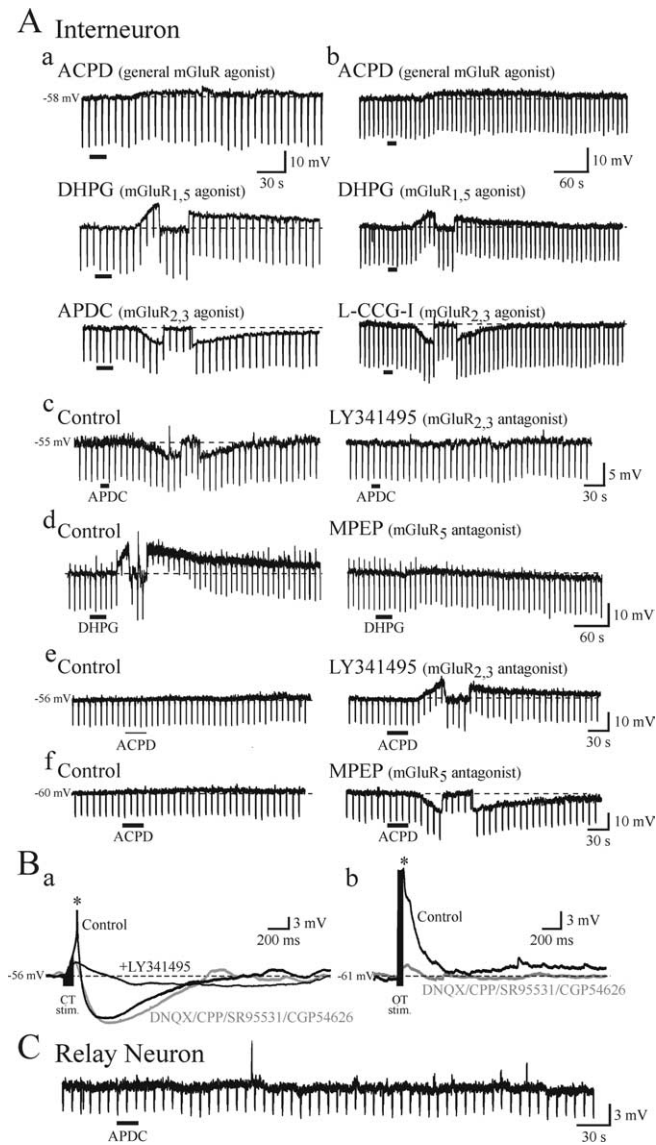 A Interneuron
a b
ACPD (general mGluR agonist) ACPD (general mGluR agonist)
-58 mV
10 mV 10 mV
30 s 60 s
DHPG (mGluR1,5 agonist) DHPG (mGluR1,5 agonist)
APDC (mGluR2,3 agonist) L-CCG-I (mGluR2,3 agonist)
c Control LY341495 (mGluR2,3 antagonist)
-55 mV
5 mV
APDC APDC 30 s
d Control MPEP (mGluR5 antagonist)
10 mV
DHPG DHPG 60 s
e Control LY341495 (mGluR2,3 antagonist)
-56 mV
10 mV
ACPD ACPD 30 s
f Control MPEP (mGluR5 antagonist)
-60 mV
10 mV
ACPD ACPD 30 s
B
a b
* *
Control 3 mV Control 3 mV
200 ms 200 ms
+LY341495
-56 mV -61 mV
CT stim. OT stim.
DNQX/CPP/SR95531/CGP54626 DNQX/CPP/SR95531/CGP54626
C Relay Neuron
3 mV
APDC 30 s